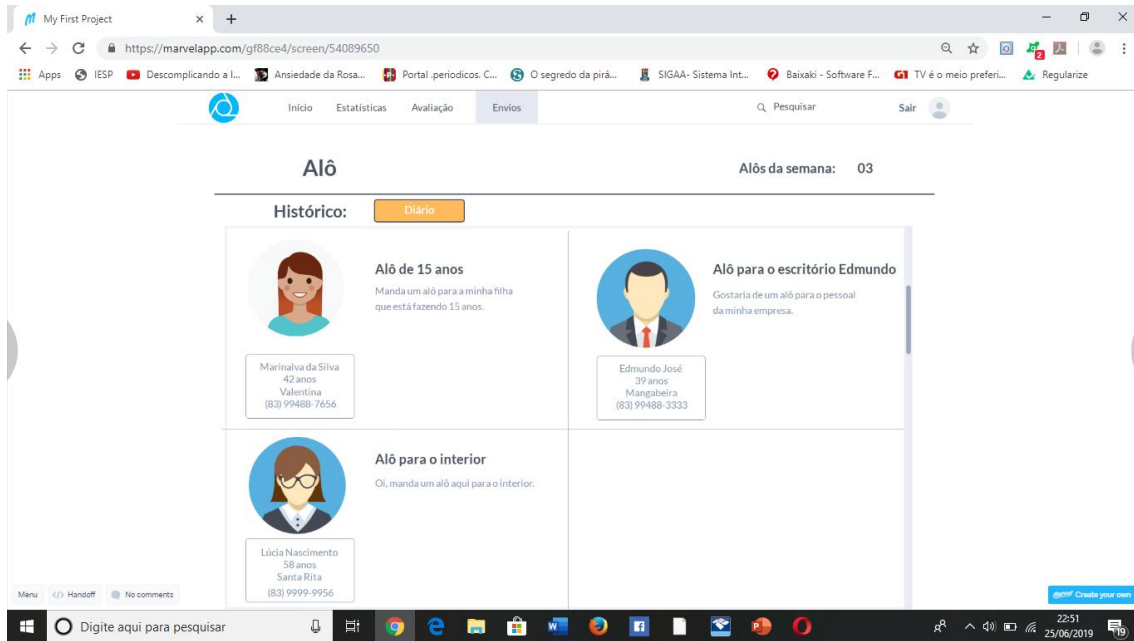 My First Project
https://marvelapp.com/gf88ce4/screen/54089650
Apps IESP Descomplicando a l... Ansiedade da Rosa... Portal .periodicos. C... O segredo da pirá... SIGAA- Sistema Int... Baixaki - Software F... G1 TV é o meio preferi... Regularize
Início Estatísticas Avaliação Envios Pesquisar Sair
Alô
Alôs da semana: 03
Histórico: Diário
Alô de 15 anos
Manda um alô para a minha filha
que está fazendo 15 anos.
Marinalva da Silva
42 anos
Valentina
(83) 99488-7656
Alô para o escritório Edmundo
Gostaria de um alô para o pessoal
da minha empresa.
Edmundo José
39 anos
Mangabeira
(83) 99488-3333
Alô para o interior
Oi, manda um alô aqui para o interior.
Lúcia Nascimento
58 anos
Santa Rita
(83) 9999-9956
Menu </> Handoff No comments
marvel Create your own
Digite aqui para pesquisar
22:51
25/06/2019
19